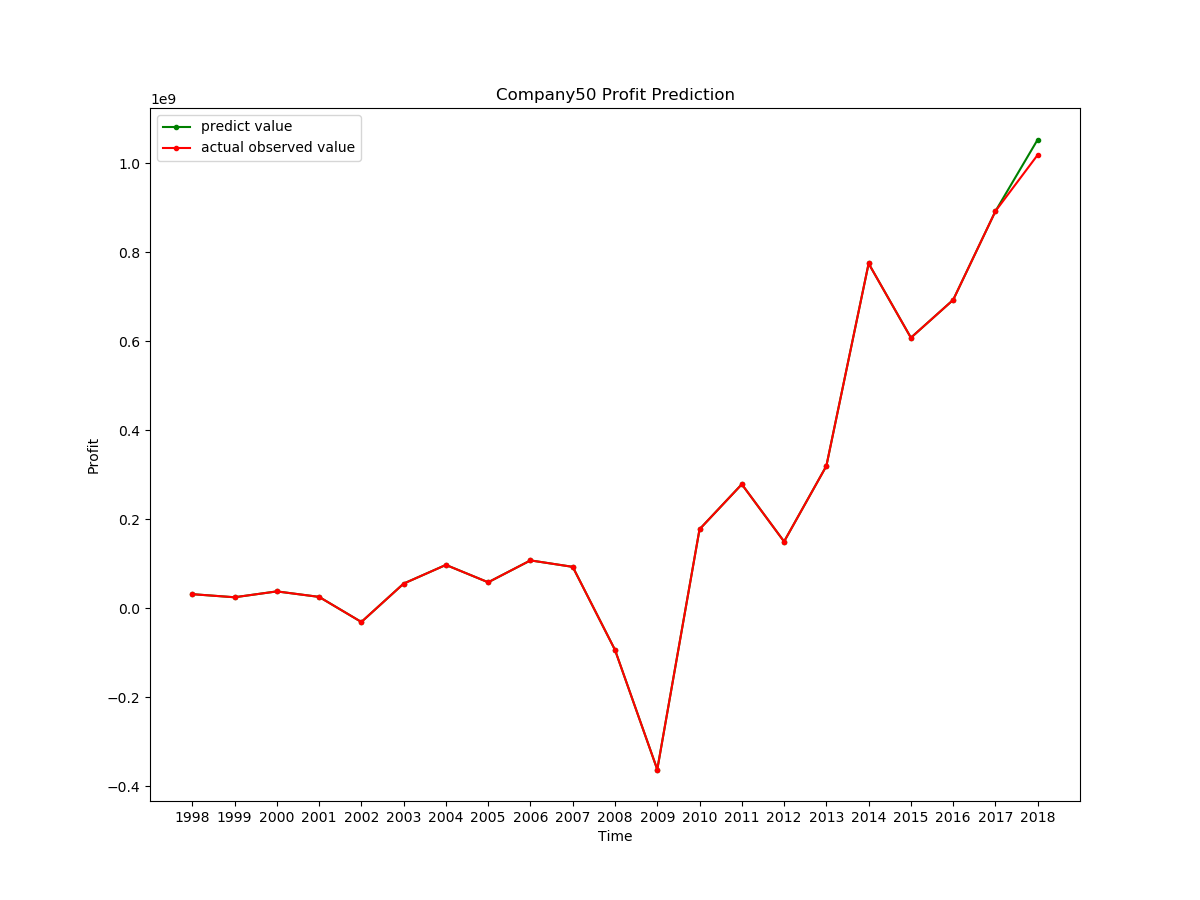 Company50 Profit Prediction
1e9
predict value
actual observed value
1.0
0.8
0.6
0.4
0.2
0.0
−0.2
−0.4
Profit
1998 1999 2000 2001 2002 2003 2004 2005 2006 2007 2008 2009 2010 2011 2012 2013 2014 2015 2016 2017 2018
Time